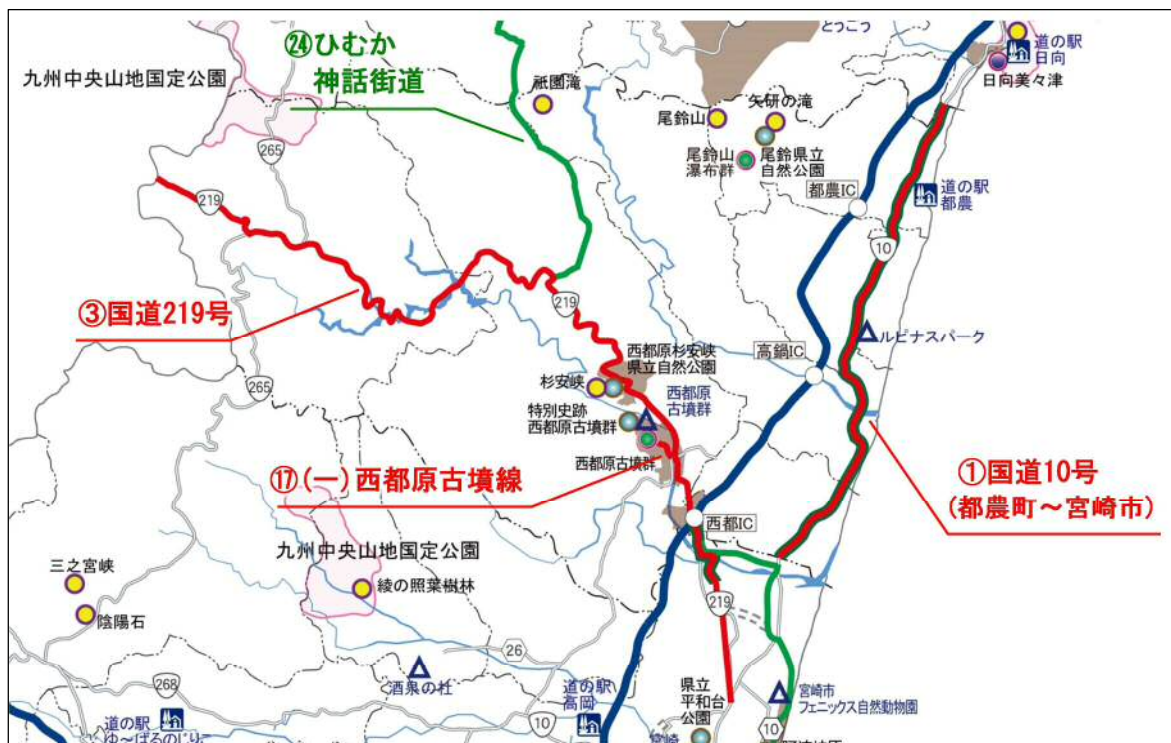 とうこう
㉔ひむか
神話街道
道の駅
日向
日向美々津
九州中央山地国定公園
祇園滝
矢研の滝
尾鈴山
265
尾鈴山
瀑布群
尾鈴県立
自然公園
219
都農IC
道の駅
都農
10
③国道219号
219
ルピナスパーク
高鍋IC
西都原杉安峡
県立自然公園
265
杉安峡
西都原
古墳群
特別史跡
西都原古墳群
西都原古墳群
⑰(一)西都原古墳線
①国道10号
(都農町～宮崎市)
西都IC
九州中央山地国定公園
三之宮峡
綾の照葉樹林
陰陽石
219
26
268
酒泉の杜
道の駅
高岡
県立
平和台
公園
宮崎市
フェニックス自然動物園
道の駅
ゆ～ぱるのじり
10
10
宮崎